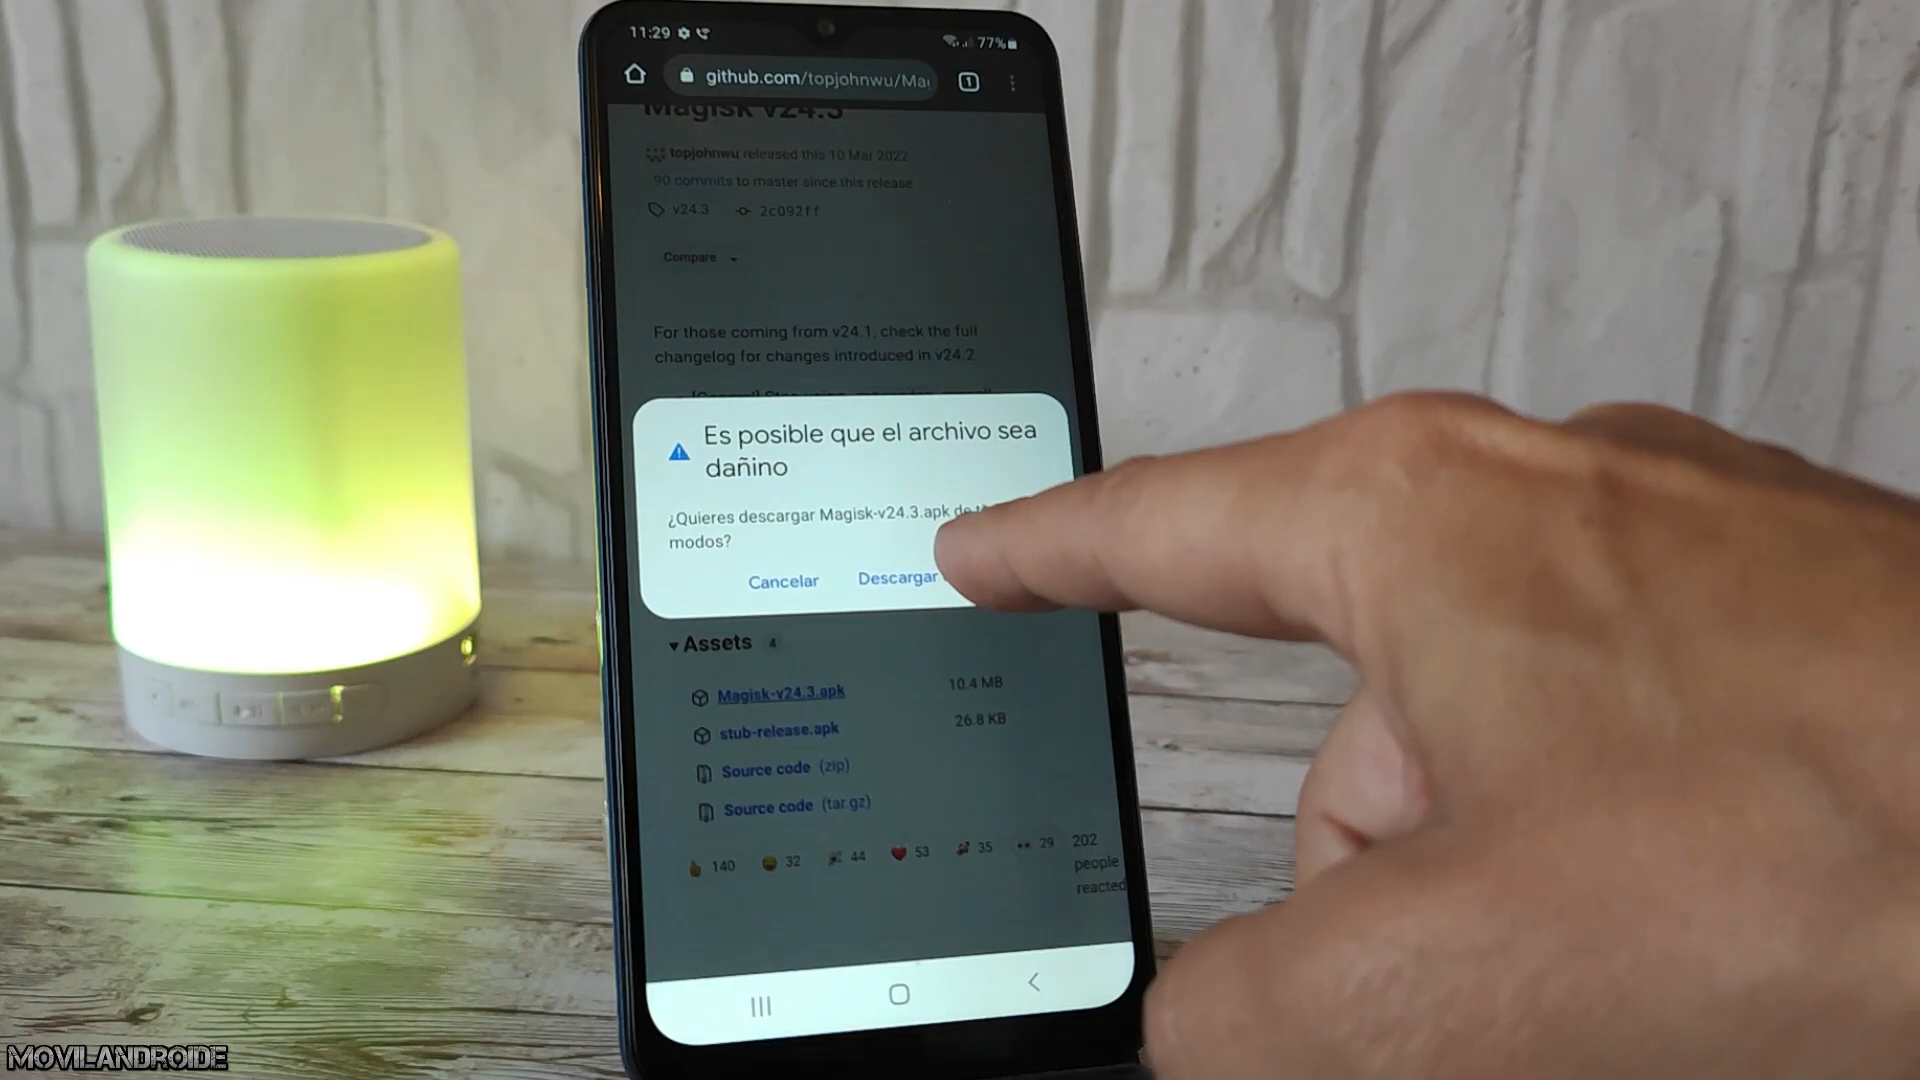 11:29
77%
github.com/topjohnwu/Ma
1
Magisk v24.3
topjohnwu released this 10 Mar 2022
90 commits to master since this release
v24.3 2c092ff
Compare
For those coming from v24.1, check the full
changelog for changes introduced in v24.2
Es posible que el archivo sea
dañino
¿Quieres descargar Magisk-v24.3.apk de
modos?
Cancelar Descargar
Assets 4
Magisk-v24.3.apk 10.4 MB
stub-release.apk 26.8 KB
Source code (zip)
Source code (tar.gz)
140 32 44 53 35 29 202
people
reacted
MOVILANDROIDE